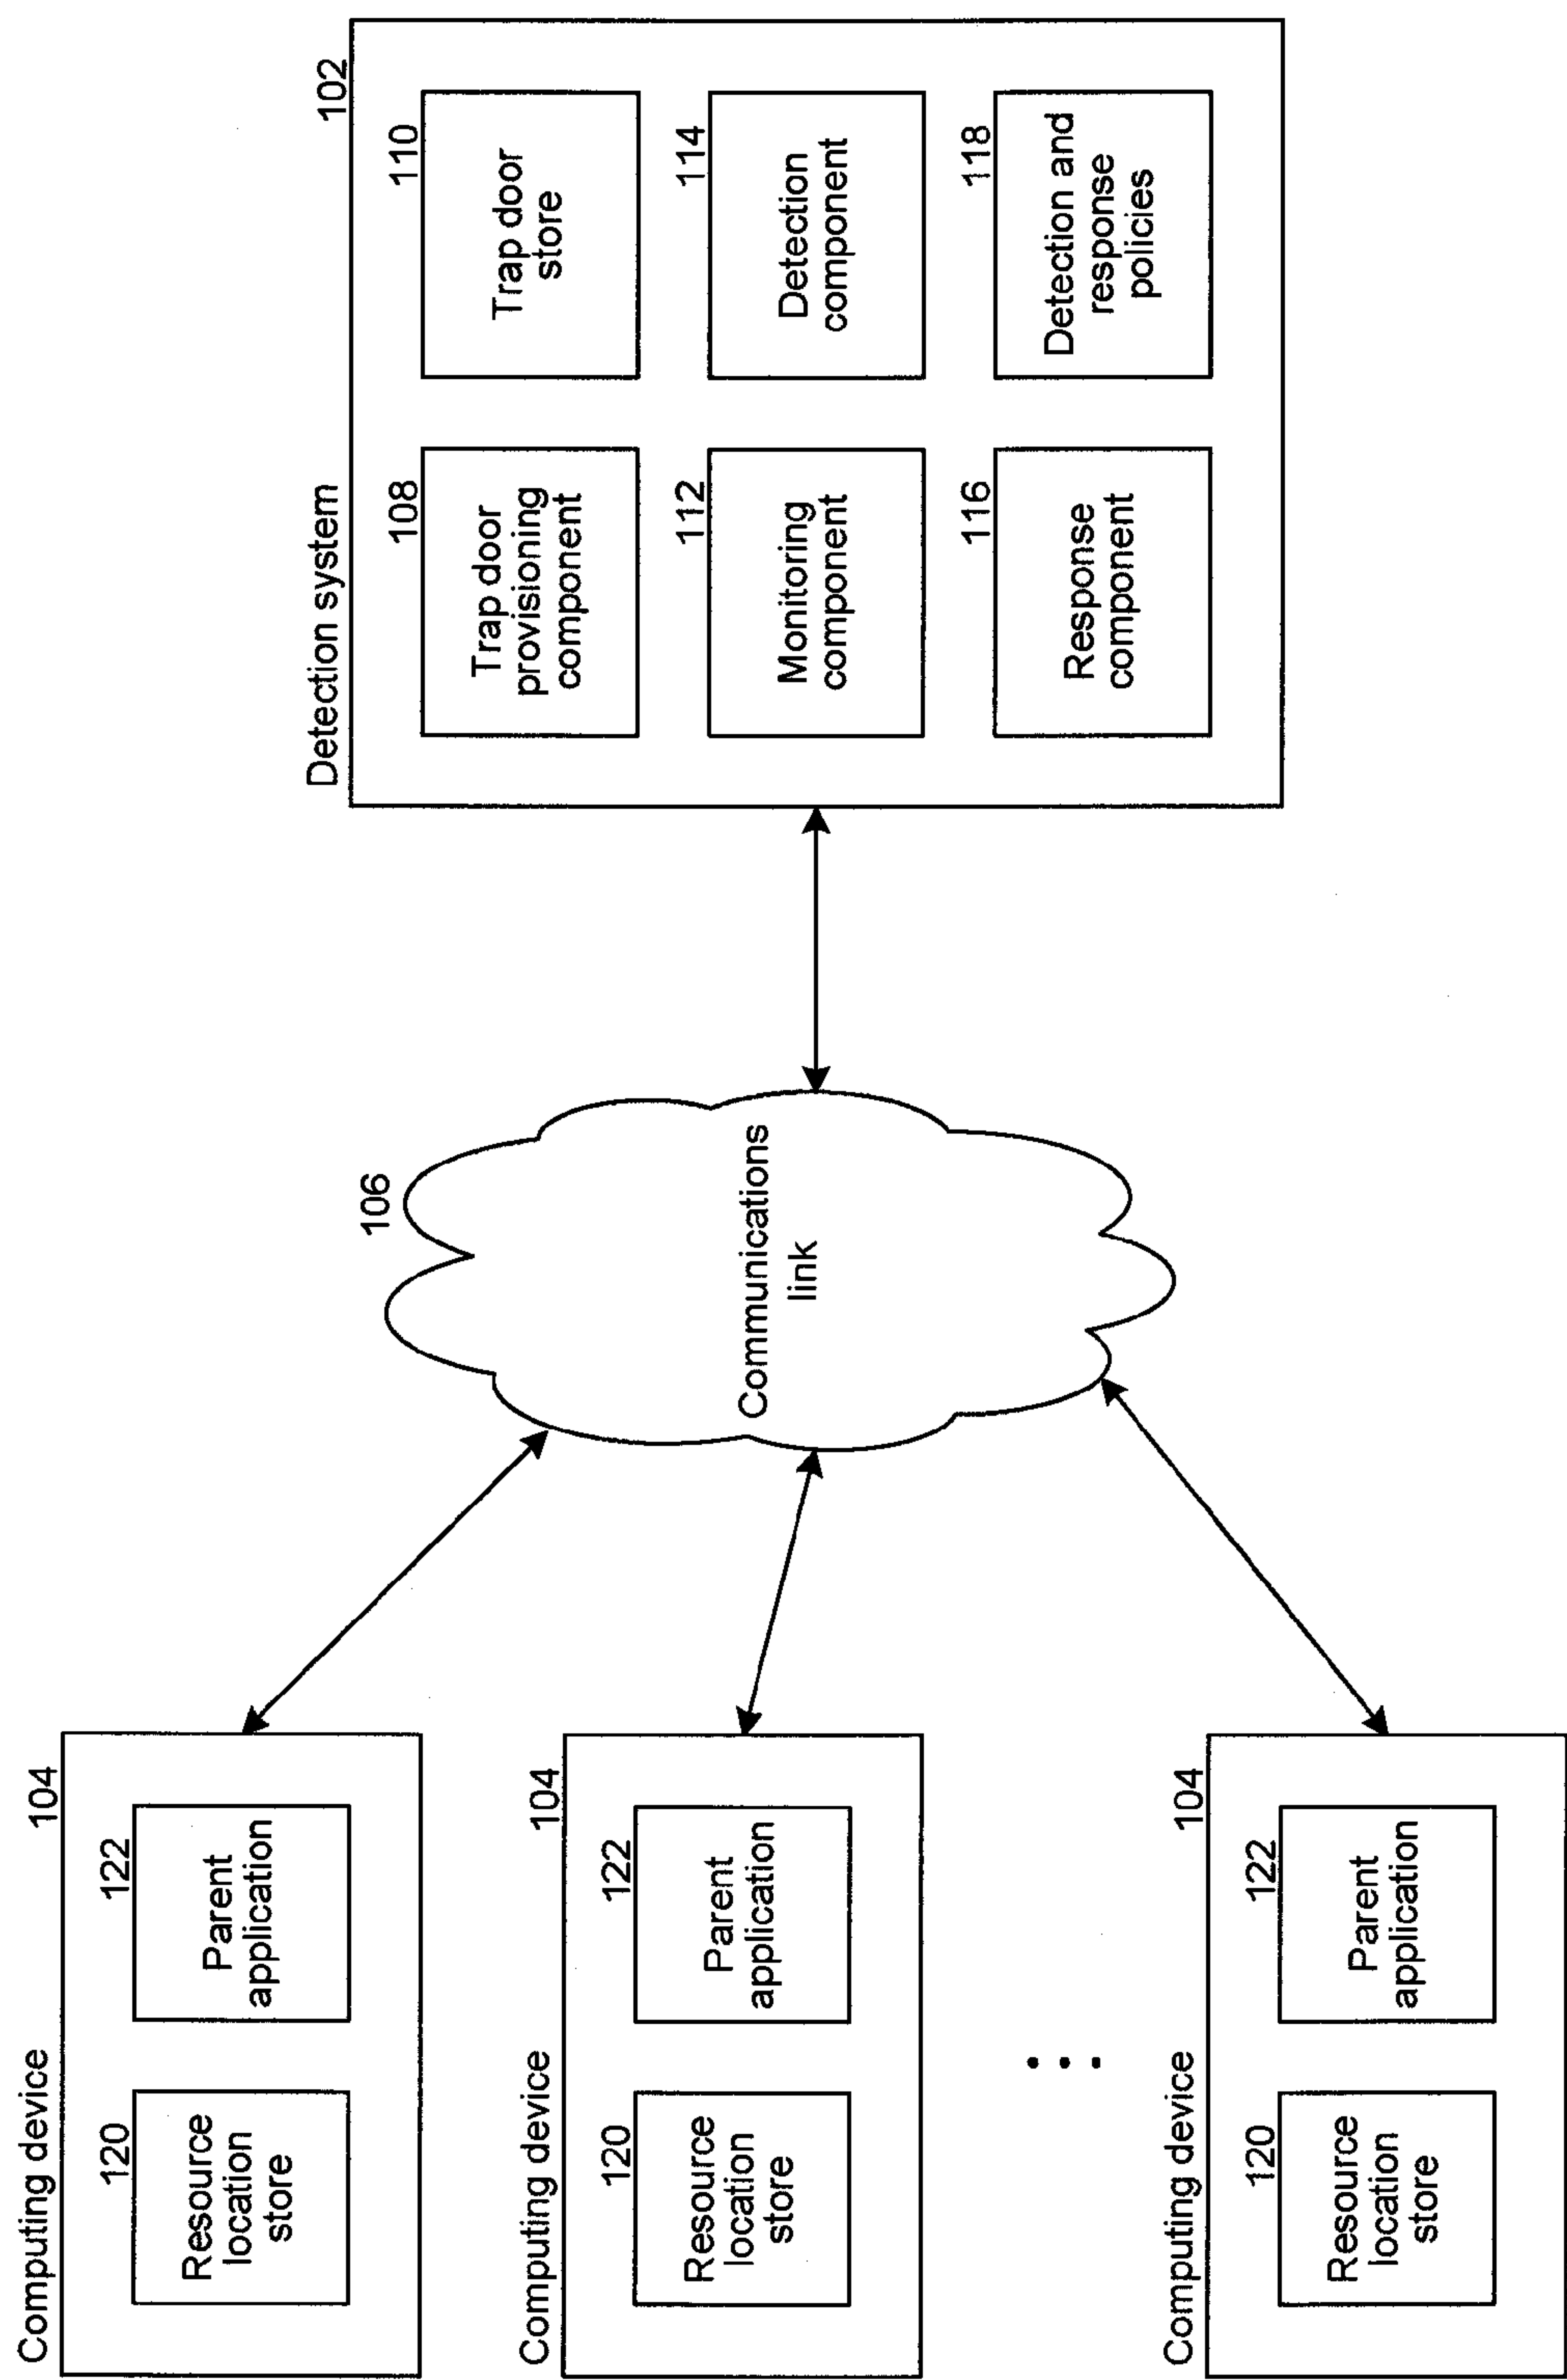 Computing device
104
120
Resource
location
store
122
Parent
application
Computing device
104
120
Resource
location
store
122
Parent
application
Computing device
104
120
Resource
location
store
122
Parent
application
106
Communications
link
Detection system
102
108
Trap door
provisioning
component
110
Trap door
store
112
Monitoring
component
114
Detection
component
116
Response
component
118
Detection and
response
policies